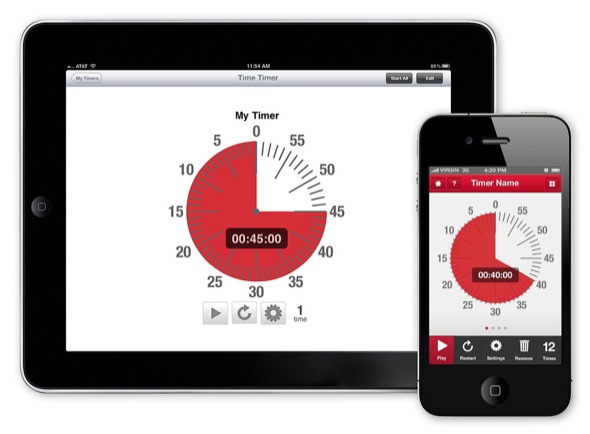 AT&T 11:54 AM 89%
My Timers Time Timer Start All Edit
My Timer
0
5 55
10 50
15 45
00:45:00
20 40
25 35
30
1
time
VIRGIN 3G 4:20 PM
? Timer Name
0
5 55
10 50
15 45
00:40:00
20 40
25 35
30
12
Play Restart Settings Remove Times